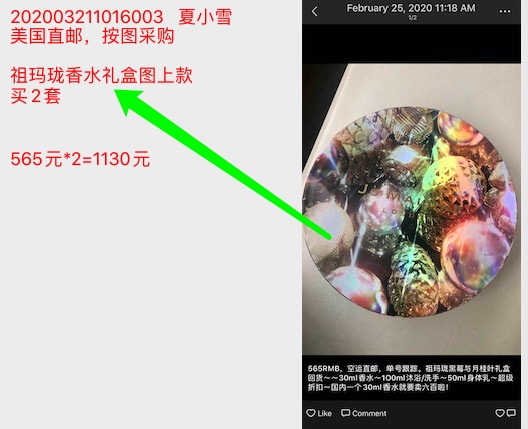 202003211016003 夏小雪
美国直邮，按图采购
祖玛珑香水礼盒图上款
买2套
565元*2=1130元
February 25, 2020 11:18 AM
1/2
565RMB，空运直邮，单号跟踪。祖玛珑黑莓与月桂叶礼盒
回货～～30ml香水～100ml沐浴/洗手～50ml身体乳～超级
折扣～国内一个30ml香水就要卖六百啦！
Like Comment